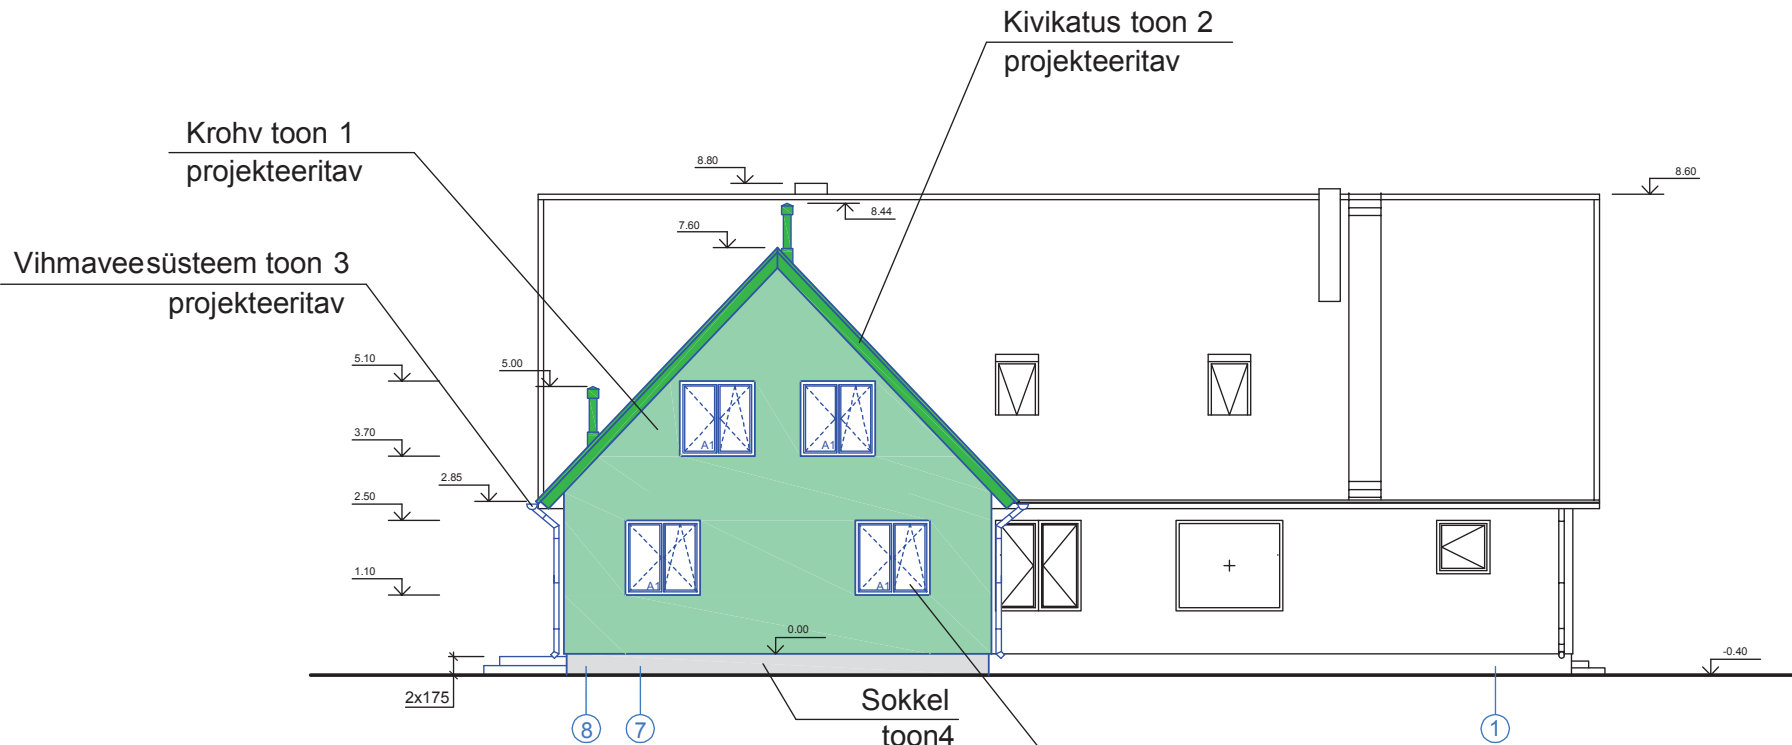 Kivikatus toon 2
projekteeritav
Krohv toon 1
projekteeritav
8.80
8.60
8.44
7.60
Vihmaveesüsteem toon 3
projekteeritav
5.10
5.00
3.70
A1
A1
2.85
2.50
1.10
A1
A1
0.00
-0.40
2x175
Sokkel
toon4
8
7
1